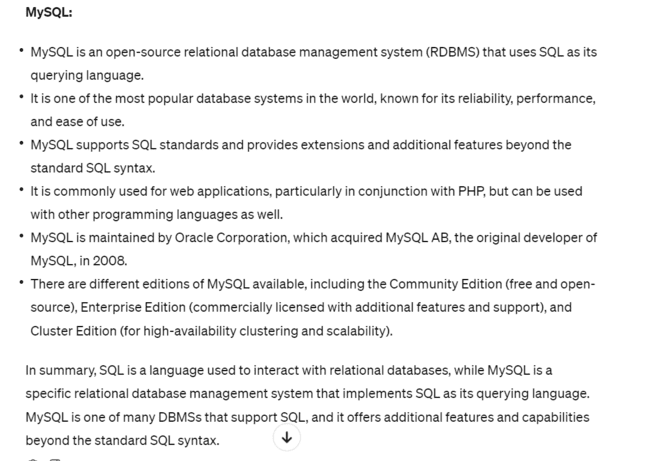 MySQL:
• MySQL is an open-source relational database management system (RDBMS) that uses SQL as its
querying language.
• It is one of the most popular database systems in the world, known for its reliability, performance,
and ease of use.
• MySQL supports SQL standards and provides extensions and additional features beyond the
standard SQL syntax.
• It is commonly used for web applications, particularly in conjunction with PHP, but can be used
with other programming languages as well.
• MySQL is maintained by Oracle Corporation, which acquired MySQL AB, the original developer of
MySQL, in 2008.
• There are different editions of MySQL available, including the Community Edition (free and open-
source), Enterprise Edition (commercially licensed with additional features and support), and
Cluster Edition (for high-availability clustering and scalability).
In summary, SQL is a language used to interact with relational databases, while MySQL is a
specific relational database management system that implements SQL as its querying language.
MySQL is one of many DBMSs that support SQL, and it offers additional features and capabilities
beyond the standard SQL syntax.